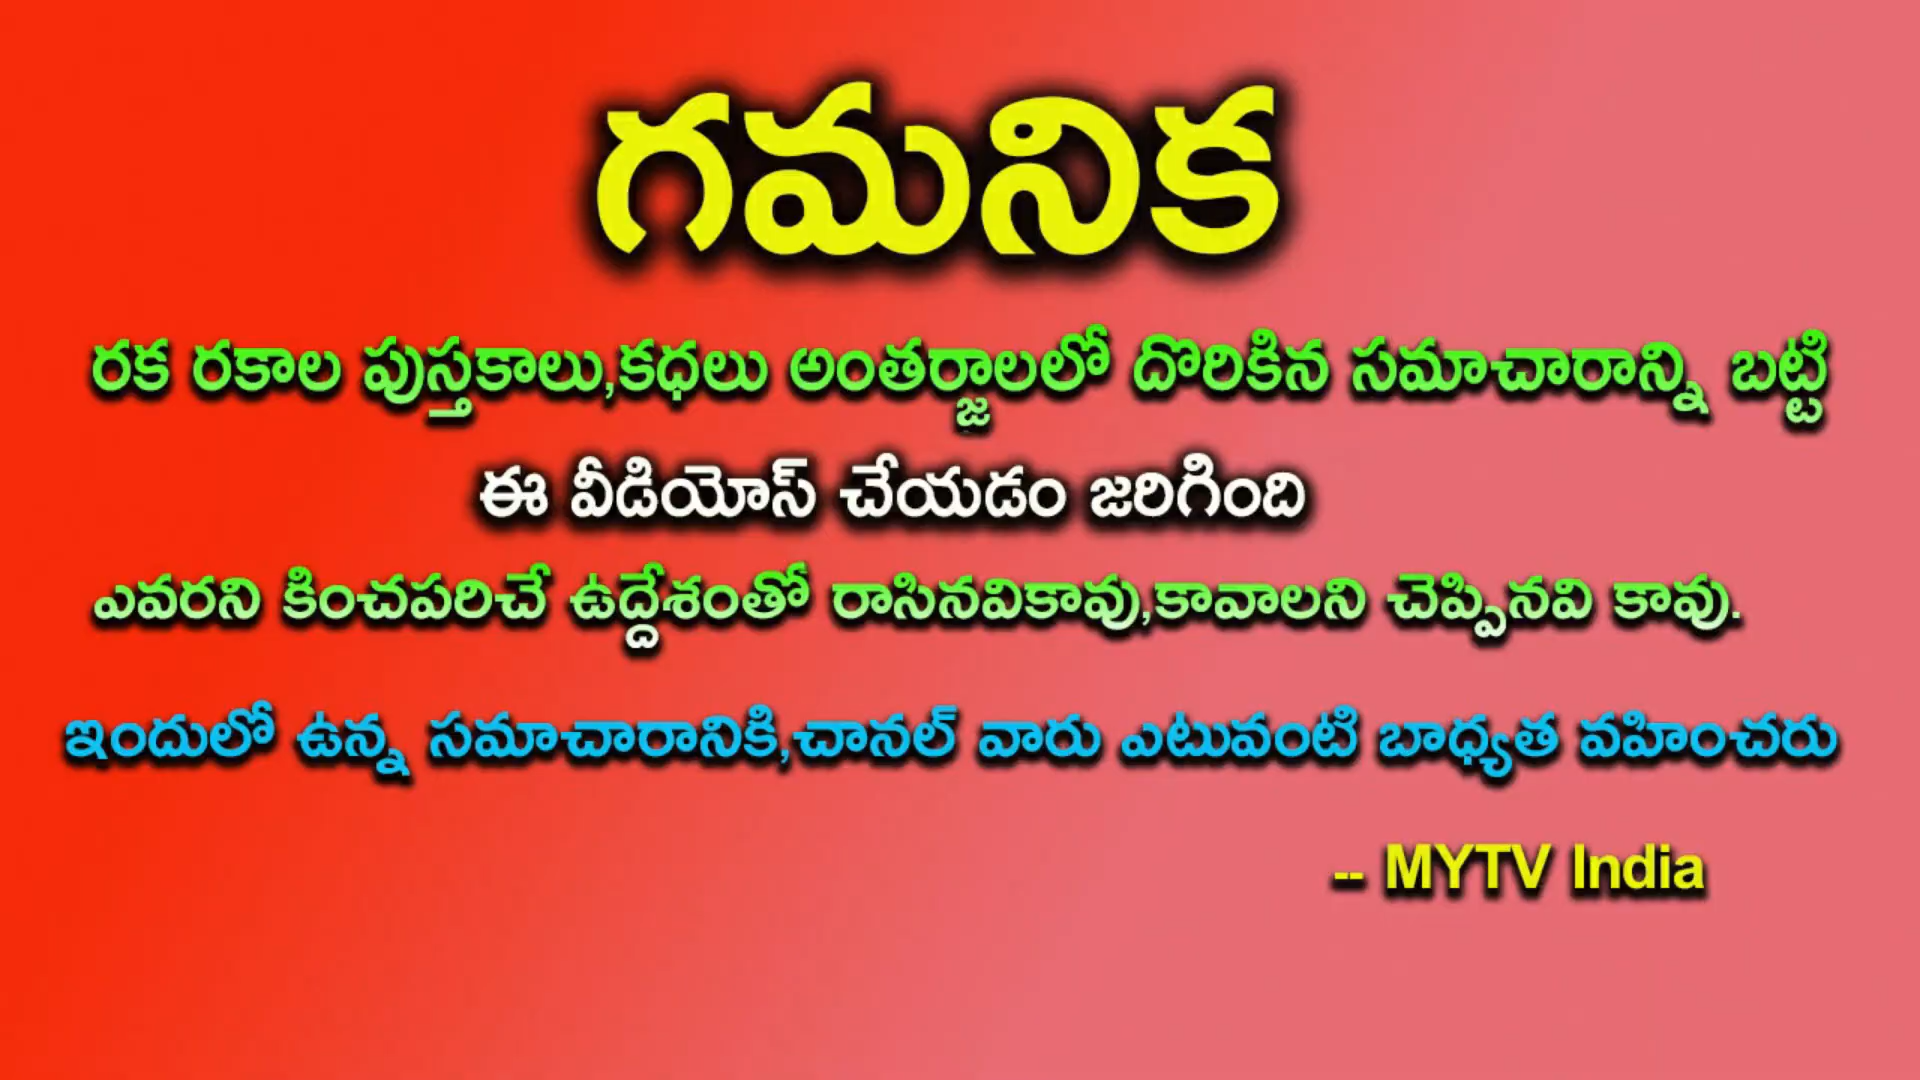 గమనిక
రక రకాల పుస్తకాలు,కధలు అంతర్జాలలో దొరికిన సమాచారాన్ని బట్టి
ఈ వీడియోస్ చేయడం జరిగింది
ఎవరని కించపరిచే ఉద్దేశంతో రాసినవికావు,కావాలని చెప్పినవి కావు.
ఇందులో ఉన్న సమాచారానికి,చానల్ వారు ఎటువంటి బాధ్యత వహించరు
-- MYTV India